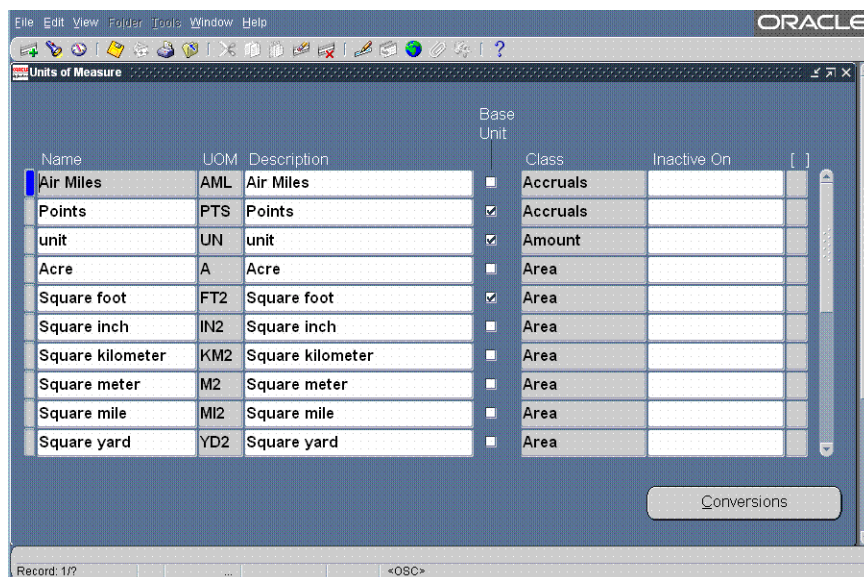 File Edit View Folder Tools Window Help
ORACLE
Units of Measure
Base
Unit
Name UOM Description Class Inactive On [ ]
Air Miles AML Air Miles Accruals
Points PTS Points Accruals
unit UN unit Amount
Acre A Acre Area
Square foot FT2 Square foot Area
Square inch IN2 Square inch Area
Square kilometer KM2 Square kilometer Area
Square meter M2 Square meter Area
Square mile MI2 Square mile Area
Square yard YD2 Square yard Area
Conversions
Record: 1/? ... <OSC>